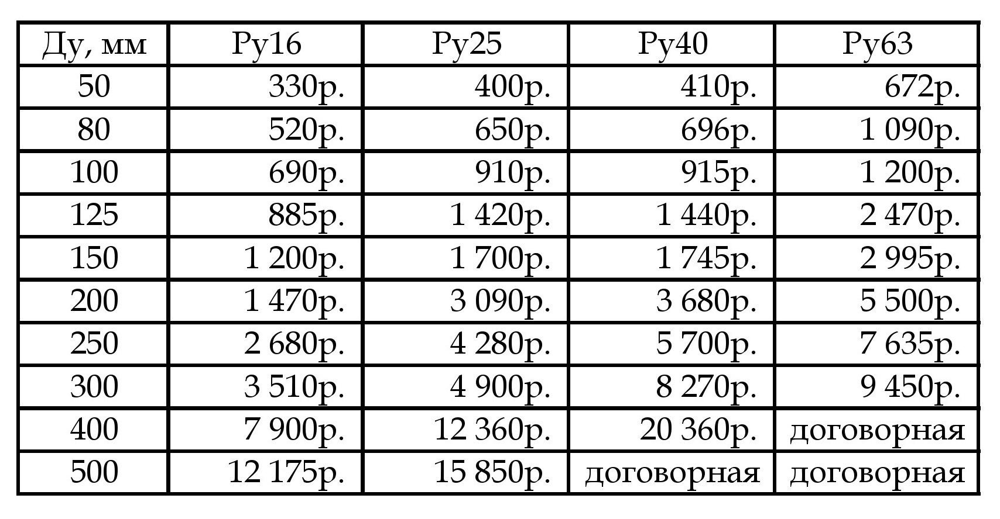 Ду, мм Ру16 Ру25 Ру40 Ру63
50 330р. 400р. 410р. 672р.
80 520р. 650р. 696р. 1 090р.
100 690р. 910р. 915р. 1 200р.
125 885р. 1 420р. 1 440р. 2 470р.
150 1 200р. 1 700р. 1 745р. 2 995р.
200 1 470р. 3 090р. 3 680р. 5 500р.
250 2 680р. 4 280р. 5 700р. 7 635р.
300 3 510р. 4 900р. 8 270р. 9 450р.
400 7 900р. 12 360р. 20 360р. договорная
500 12 175р. 15 850р. договорная договорная